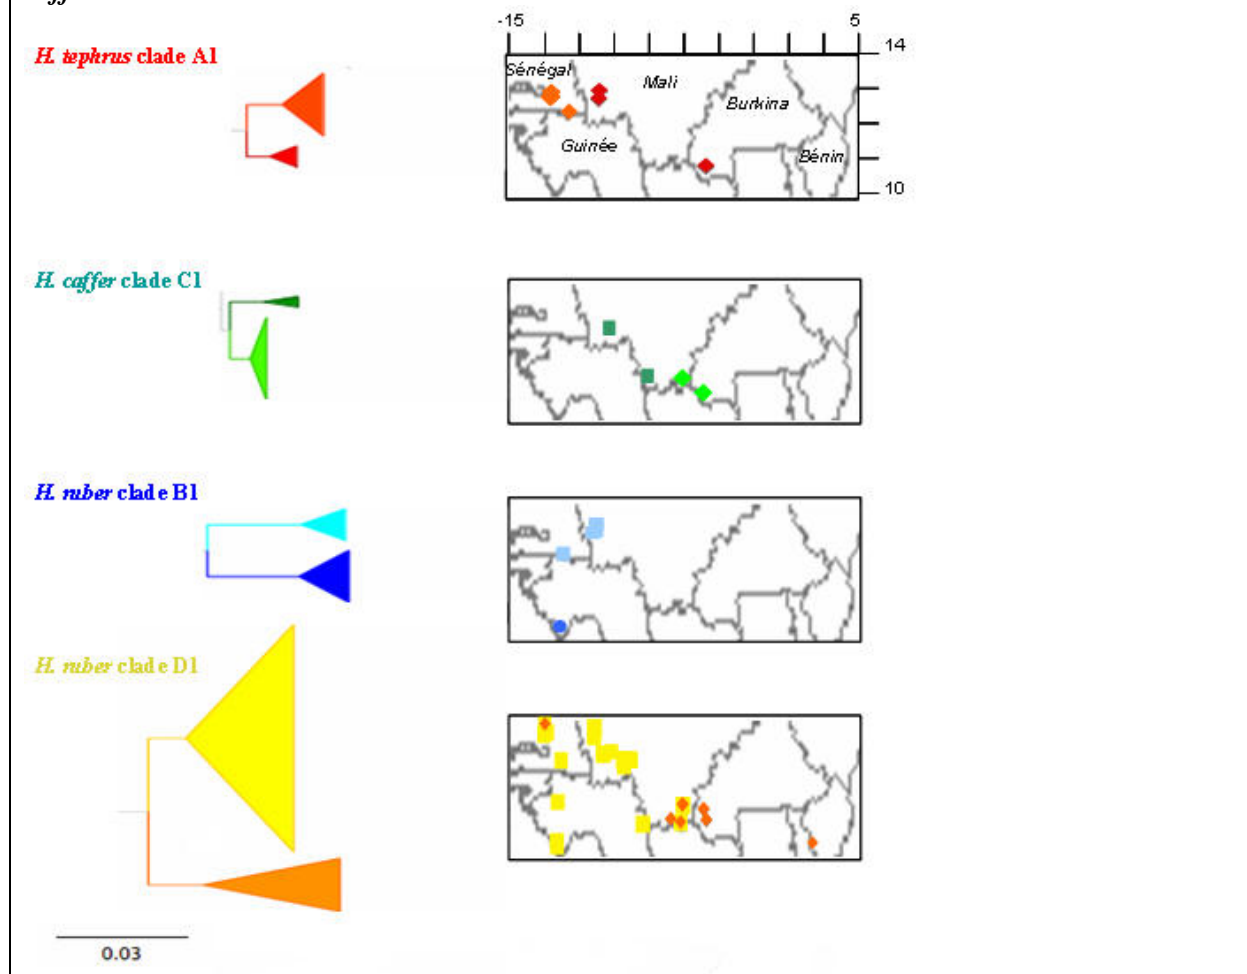 -15 5
H. tephrus clade A1
14
Sénégal
Mali
Burkina
Guinée
Bénin
10
H. caffer clade C1
H. ruber clade B1
H. ruber clade D1
0.03